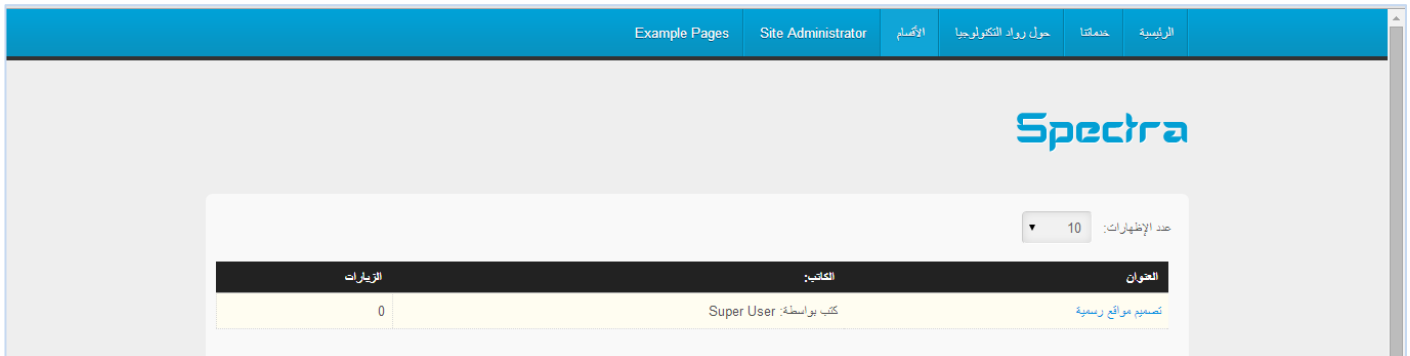 الرئيسية خدماتنا حول رواد التكنولوجيا الأقسام Site Administrator Example Pages
Spectra
عدد الإظهارات: 10
العنوان الكاتب: الزيارات
تصميم مواقع رسمية كتب بواسطة: Super User 0